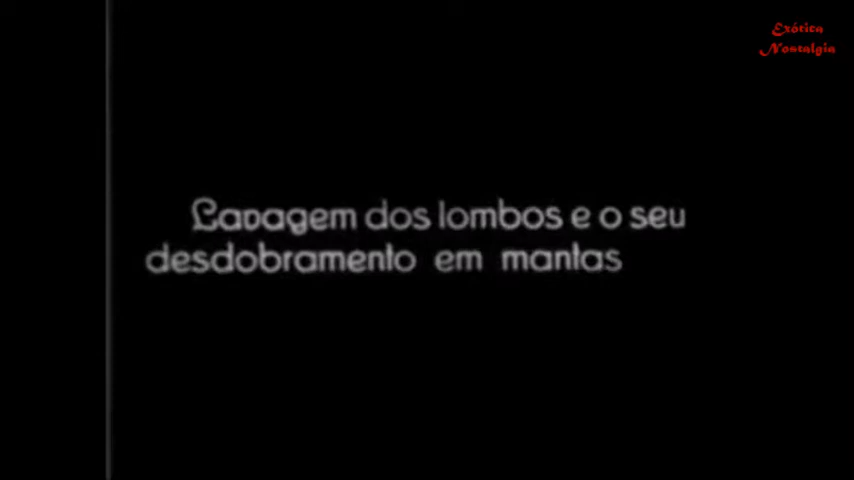 Exótica
Nostalgia
Lavagem dos lombos e o seu
desdobramento em mantas